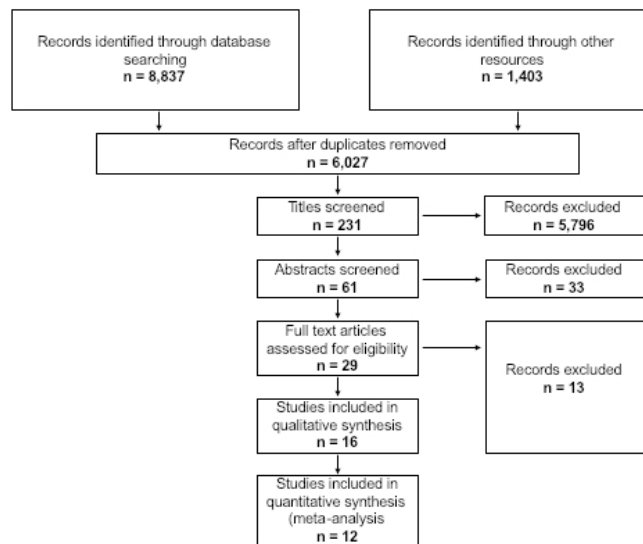 Records identified through database
searching
n = 8,837
Records identified through other
resources
n = 1,403
Records after duplicates removed
n = 6,027
Titles screened
n = 231
Records excluded
n = 5,796
Abstracts screened
n = 61
Records excluded
n = 33
Full text articles
assessed for eligibility
n = 29
Records excluded
n = 13
Studies included in
qualitative synthesis
n = 16
Studies included in
quantitative synthesis
(meta-analysis
n = 12